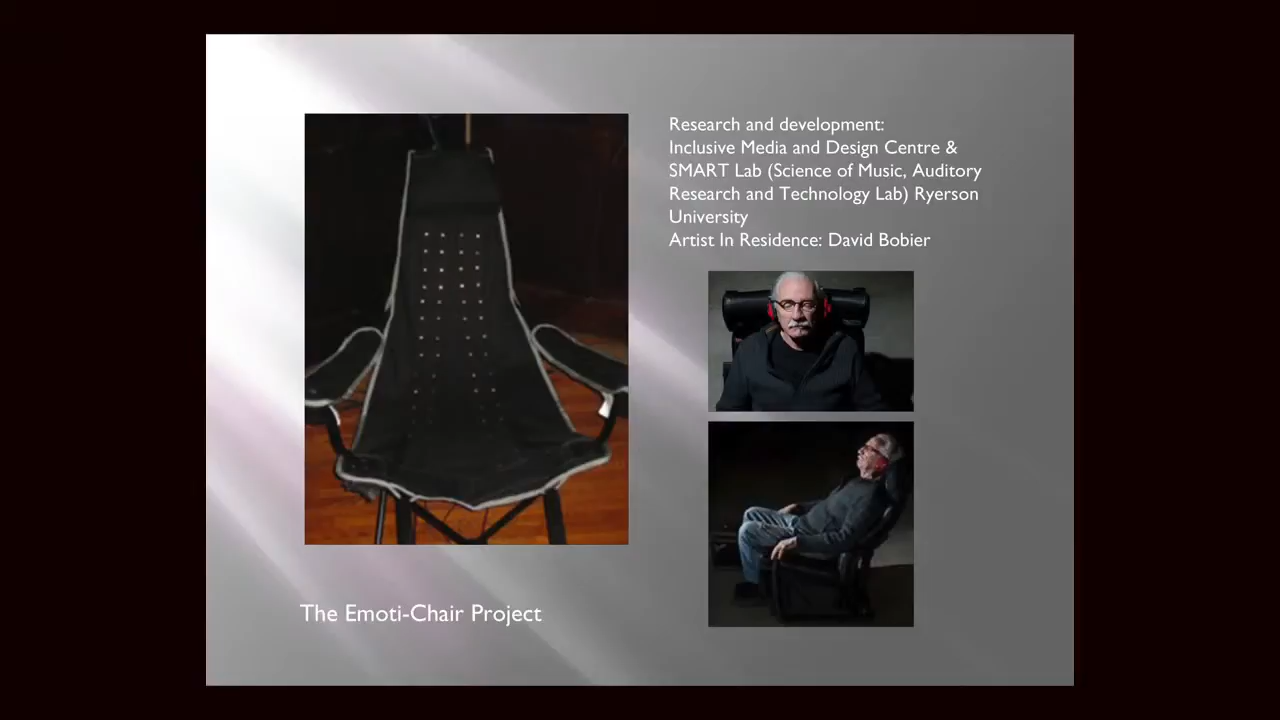 Research and development:
Inclusive Media and Design Centre &
SMART Lab (Science of Music, Auditory
Research and Technology Lab) Ryerson
University
Artist In Residence: David Bobier
The Emoti-Chair Project